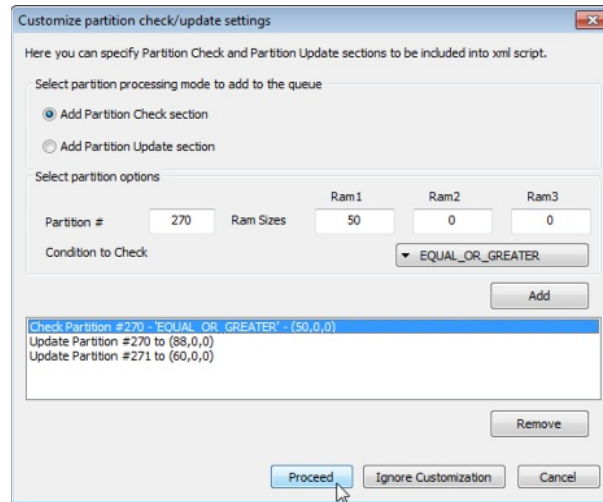 Customize partition check/update settings
Here you can specify Partition Check and Partition Update sections to be included into xml script.
Select partition processing mode to add to the queue
Add Partition Check section
Add Partition Update section
Select partition options
Ram1 Ram2 Ram3
Partition # 270 Ram Sizes 50 0 0
Condition to Check EQUAL_OR_GREATER
Add
Check Partition #270 - 'EQUAL_OR_GREATER' - (50,0,0)
Update Partition #270 to (88,0,0)
Update Partition #271 to (60,0,0)
Remove
Proceed Ignore Customization Cancel